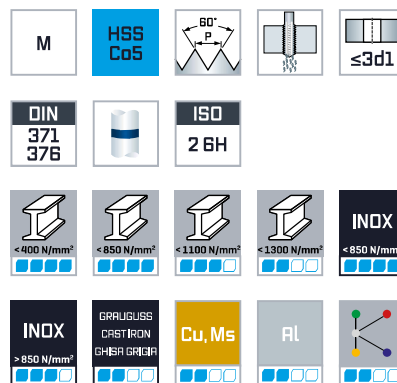 M
HSS
Co5
60°
P
≤3d1
DIN
371
376
ISO
2 6H
<400 N/mm²
<850 N/mm²
<1100 N/mm²
<1300 N/mm²
INOX
<850 N/mm²
INOX
>850 N/mm²
GRAUGUSS
CAST IRON
GHISA GRIGIA
Cu, Ms
Al